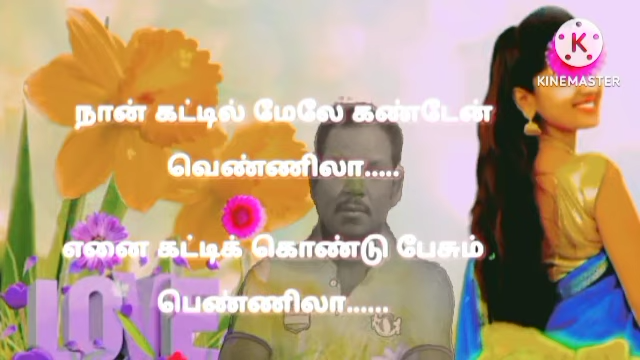 KINEMASTER
நான் கட்டில் மேலே கண்டேன்
வெண்ணிலா.....
எனை கட்டிக் கொண்டு பேசும்
பெண்ணிலா......
LOVE